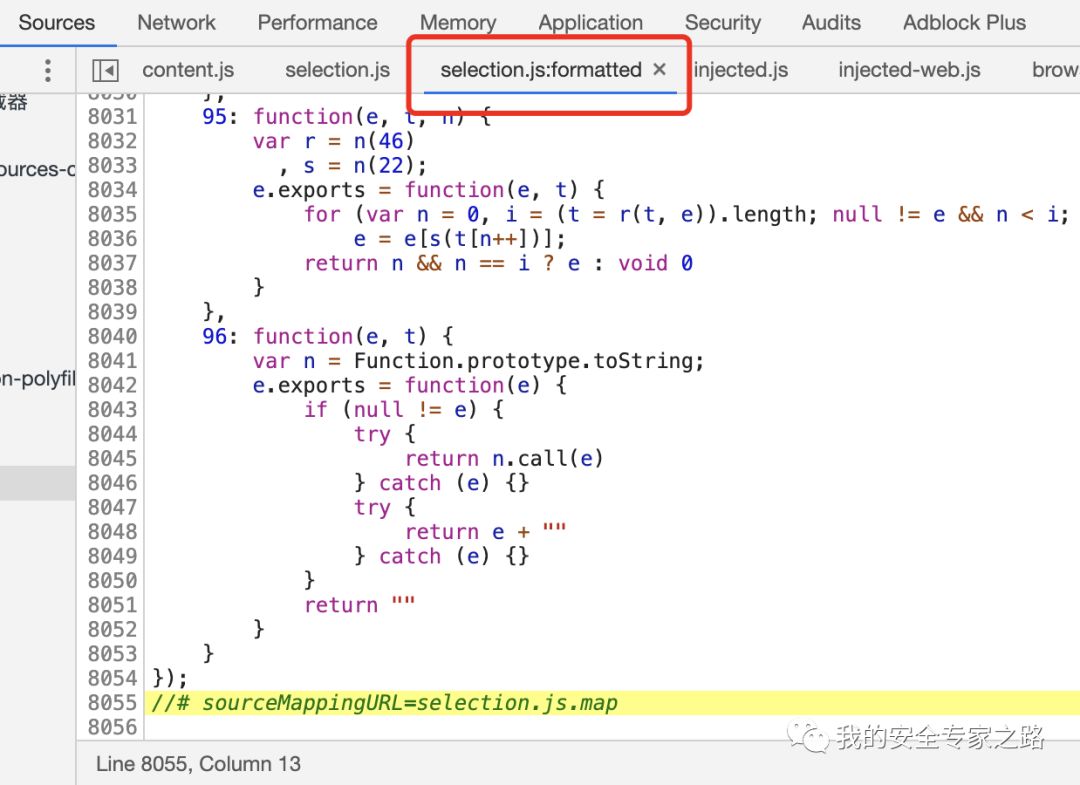 Sources Network Performance Memory Application Security Audits Adblock Plus
content.js selection.js selection.js:formatted × injected.js injected-web.js brow
器
ources-c
n-polyfil
8030 },
8031 95: function(e, t, n) {
8032 var r = n(46)
8033 , s = n(22);
8034 e.exports = function(e, t) {
8035 for (var n = 0, i = (t = r(t, e)).length; null != e && n < i; )
8036 e = e[s(t[n++])];
8037 return n && n == i ? e : void 0
8038 }
8039 },
8040 96: function(e, t) {
8041 var n = Function.prototype.toString;
8042 e.exports = function(e) {
8043 if (null != e) {
8044 try {
8045 return n.call(e)
8046 } catch (e) {}
8047 try {
8048 return e + ""
8049 } catch (e) {}
8050 }
8051 return ""
8052 }
8053 }
8054 });
8055 //# sourceMappingURL=selection.js.map
8056
我的安全专家之路
Line 8055, Column 13